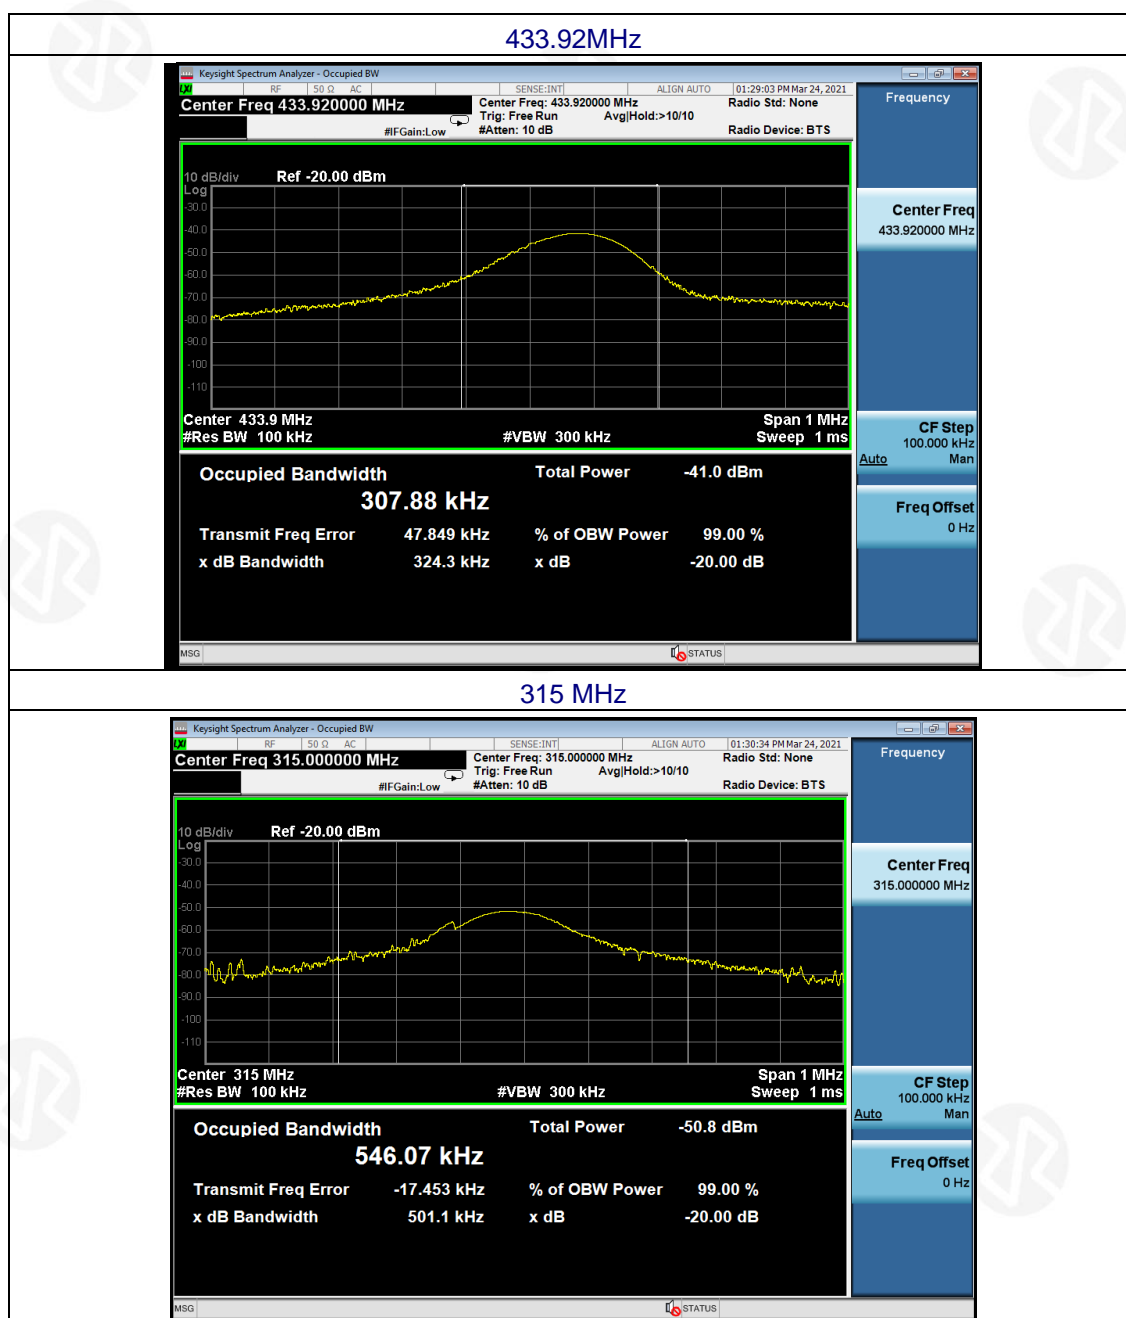 433.92MHz
Keysight Spectrum Analyzer - Occupied BW
LXI RF 50 Ω AC SENSE:INT ALIGN AUTO 01:29:03 PM Mar 24, 2021
Center Freq 433.920000 MHz
Center Freq: 433.920000 MHz Radio Std: None
Trig: Free Run Avg|Hold:>10/10
#IFGain:Low #Atten: 10 dB Radio Device: BTS
Frequency
10 dB/div Ref -20.00 dBm
Log
-30.0
-40.0
-50.0
-60.0
-70.0
-80.0
-90.0
-100
-110
Center Freq
433.920000 MHz
Center 433.9 MHz Span 1 MHz
#Res BW 100 kHz #VBW 300 kHz Sweep 1 ms
CF Step
100.000 kHz
Auto Man
Occupied Bandwidth Total Power -41.0 dBm
307.88 kHz
Transmit Freq Error 47.849 kHz % of OBW Power 99.00 %
x dB Bandwidth 324.3 kHz x dB -20.00 dB
Freq Offset
0 Hz
MSG STATUS
315 MHz
Keysight Spectrum Analyzer - Occupied BW
LXI RF 50 Ω AC SENSE:INT ALIGN AUTO 01:30:34 PM Mar 24, 2021
Center Freq 315.000000 MHz
Center Freq: 315.000000 MHz Radio Std: None
Trig: Free Run Avg|Hold:>10/10
#IFGain:Low #Atten: 10 dB Radio Device: BTS
Frequency
10 dB/div Ref -20.00 dBm
Log
-30.0
-40.0
-50.0
-60.0
-70.0
-80.0
-90.0
-100
-110
Center Freq
315.000000 MHz
Center 315 MHz Span 1 MHz
#Res BW 100 kHz #VBW 300 kHz Sweep 1 ms
CF Step
100.000 kHz
Auto Man
Occupied Bandwidth Total Power -50.8 dBm
546.07 kHz
Transmit Freq Error -17.453 kHz % of OBW Power 99.00 %
x dB Bandwidth 501.1 kHz x dB -20.00 dB
Freq Offset
0 Hz
MSG STATUS